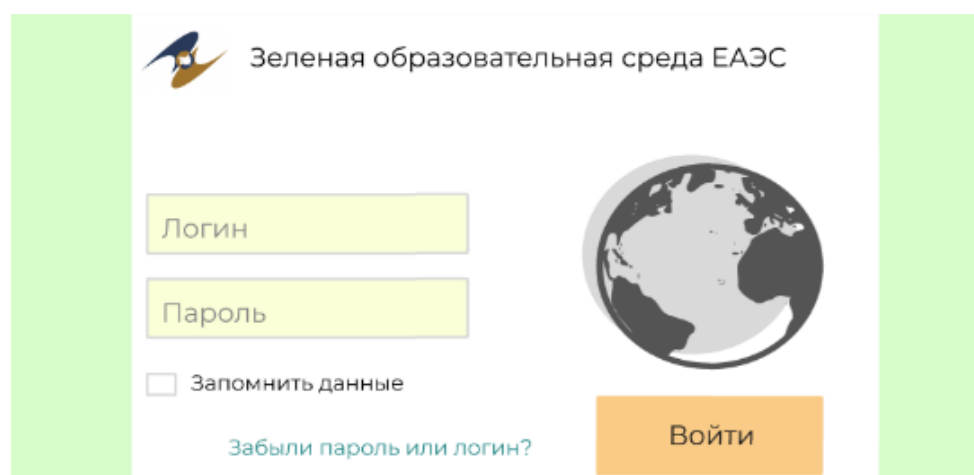 Зеленая образовательная среда ЕАЭС
Логин
Пароль
Запомнить данные
Забыли пароль или логин?
Войти